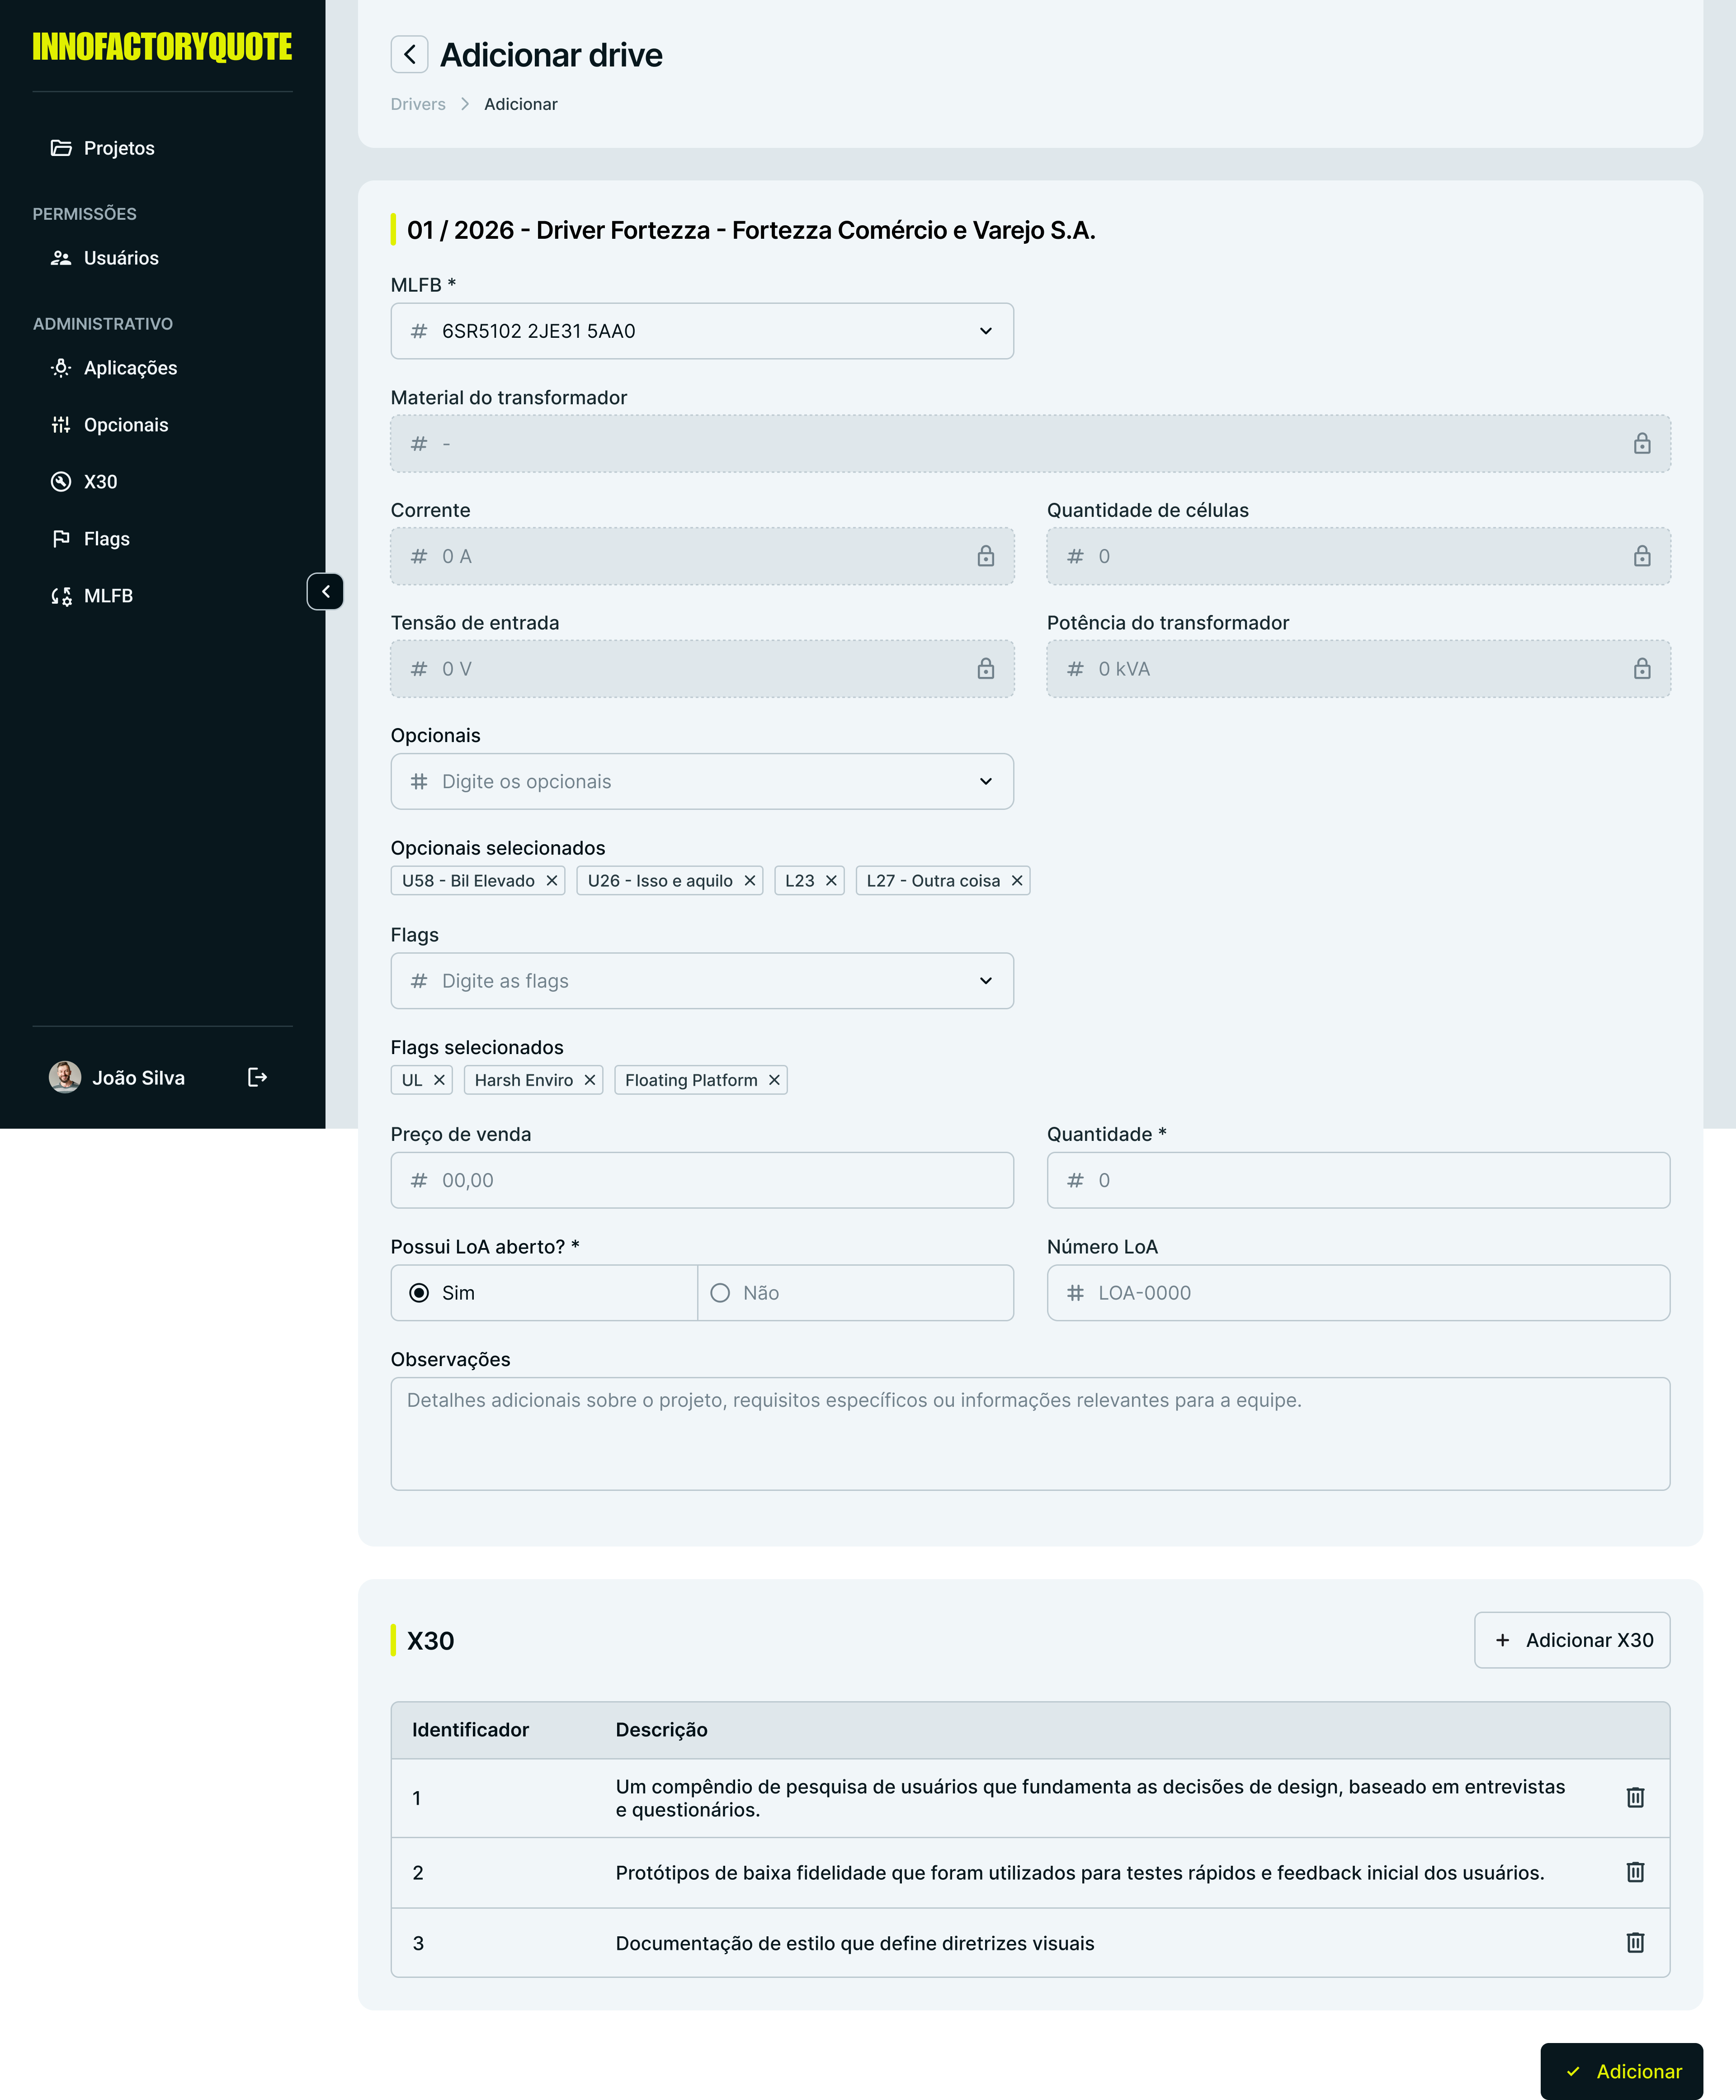 INNOFACTORYQUOTE
Projetos
PERMISSÕES
Usuários
ADMINISTRATIVO
Aplicações
Opcionais
X30
Flags
MLFB
João Silva
Adicionar drive
Drivers > Adicionar
01 / 2026 - Driver Fortezza - Fortezza Comércio e Varejo S.A.
MLFB *
# 6SR5102 2JE31 5AA0
Material do transformador
# -
Corrente
# 0 A
Quantidade de células
# 0
Tensão de entrada
# 0 V
Potência do transformador
# 0 kVA
Opcionais
# Digite os opcionais
Opcionais selecionados
U58 - Bil Elevado
U26 - Isso e aquilo
L23
L27 - Outra coisa
Flags
# Digite as flags
Flags selecionados
UL
Harsh Enviro
Floating Platform
Preço de venda
# 00,00
Quantidade *
# 0
Possui LoA aberto? *
Sim
Não
Número LoA
# LOA-0000
Observações
Detalhes adicionais sobre o projeto, requisitos específicos ou informações relevantes para a equipe.
X30
+ Adicionar X30
Identificador
Descrição
1
Um compêndio de pesquisa de usuários que fundamenta as decisões de design, baseado em entrevistas
e questionários.
2
Protótipos de baixa fidelidade que foram utilizados para testes rápidos e feedback inicial dos usuários.
3
Documentação de estilo que define diretrizes visuais
Adicionar